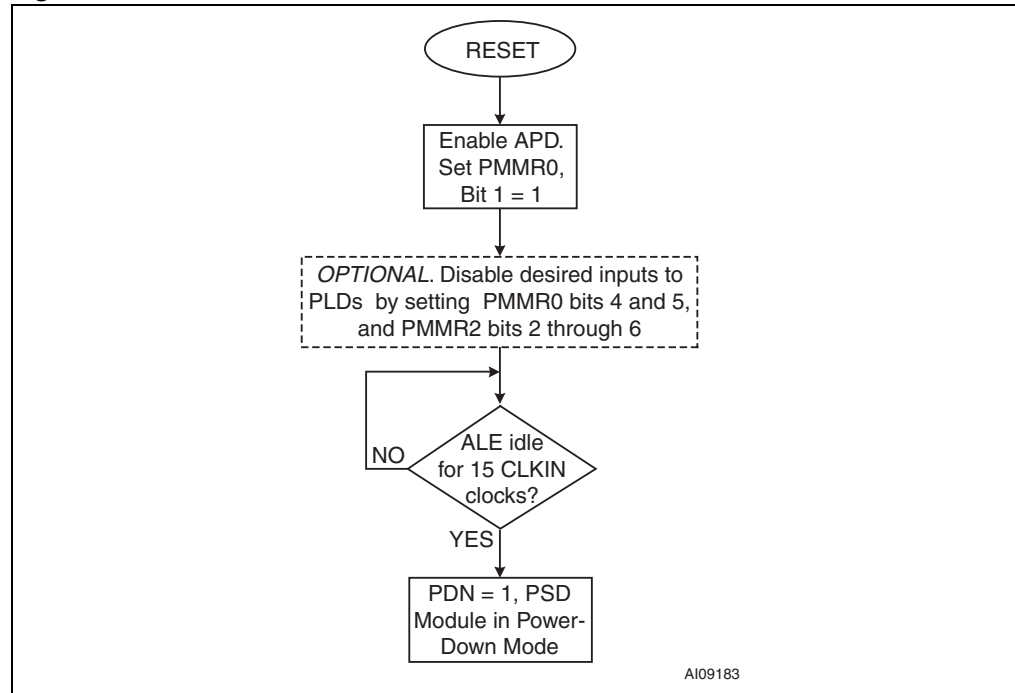 RESET
Enable APD.
Set PMMR0,
Bit 1 = 1
OPTIONAL. Disable desired inputs to
PLDs by setting PMMR0 bits 4 and 5,
and PMMR2 bits 2 through 6
NO
ALE idle
for 15 CLKIN
clocks?
YES
PDN = 1, PSD
Module in Power-
Down Mode
AI09183